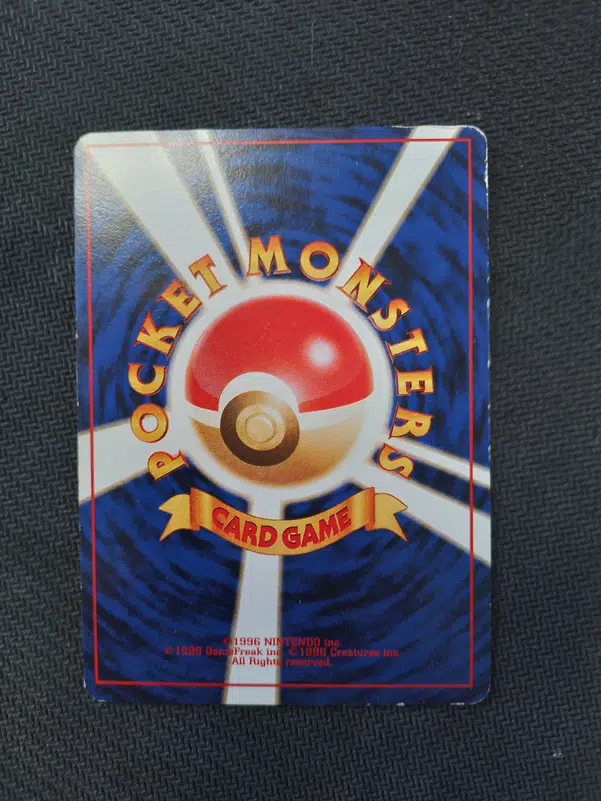 POCKET MONSTERS
CARD GAME
©1996 NINTENDO inc.
©1996 GameFreak inc. ©1996 Creatures inc.
All Rights reserved.